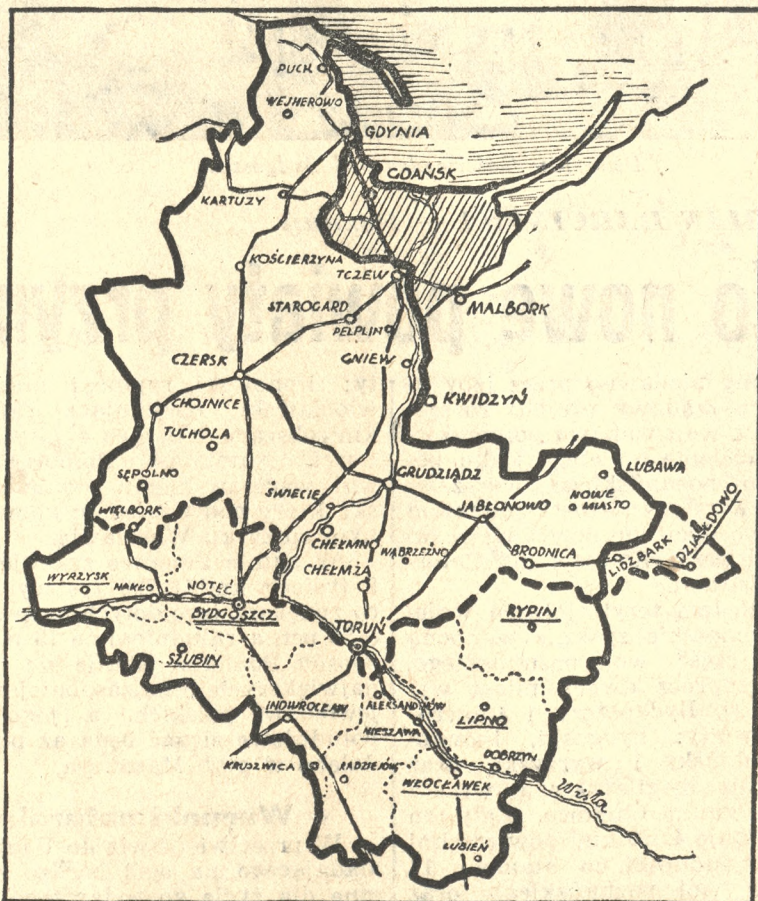 PUCK
WEJHEROWO
GDYNIA
GDAŃSK
KARTUZY
KOŚCIERZYNA
TCZEW
STAROGARD
MALBORK
PELPLIN
GNIEW
CZERSK
KWIDZYŃ
CHOJNICE
TUCHOLA
SĘPOLNO
GRUDZIĄDZ
LUBAWA
ŚWIECIE
NOWE
MIASTO
WIĘLBORK
JABŁONOWO
CHEŁMNO
WĄBRZEŹNO
BRODNICA
LIDZBARK
DZIAŁDOWO
CHEŁMŻA
WYRZYSK
NAKŁO
NOTEĆ
BYDGOSZCZ
RYPIN
TORUŃ
SZUBIN
ALEKSANDRÓW
INOWROCŁAW
NIESZAWA
LIPNO
KRUSZWICA
RADZIEJÓW
DOBRZYN
WŁOCŁAWEK
Wisła
LUBIEŃ